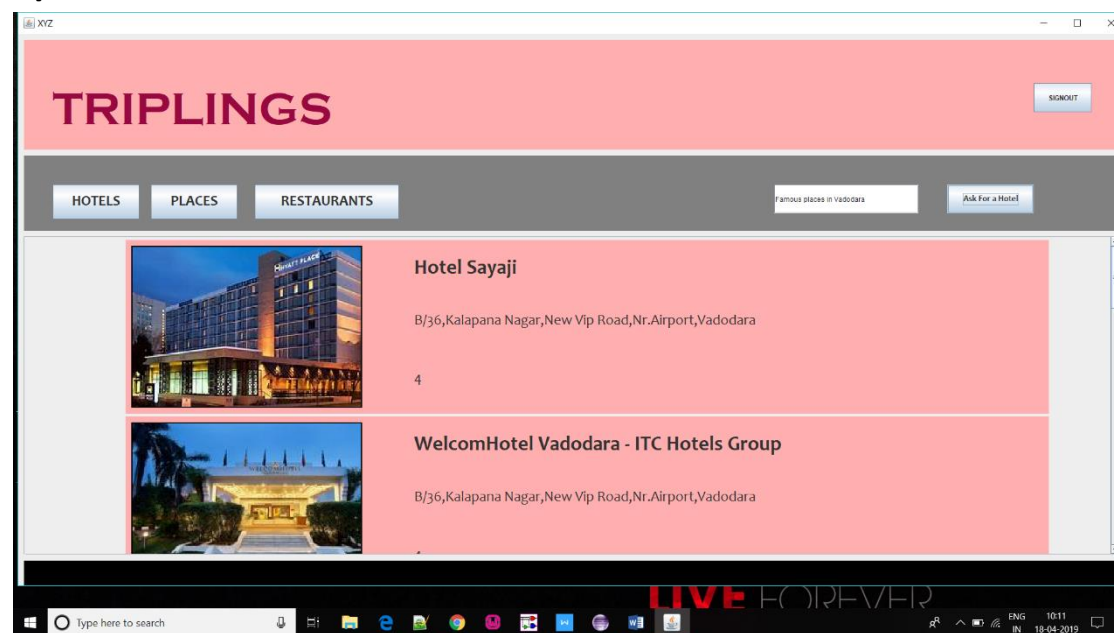 XYZ
TRIPLINGS
SIGNOUT
HOTELS PLACES RESTAURANTS
Famous places in Vadodara
Ask For a Hotel
HYATT PLACE
Hotel Sayaji
B/36,Kalapana Nagar,New Vip Road,Nr.Airport,Vadodara
4
WelcomHotel Vadodara - ITC Hotels Group
B/36,Kalapana Nagar,New Vip Road,Nr.Airport,Vadodara
LIVE FOREVER
Type here to search
ENG 10:11
IN 18-04-2019